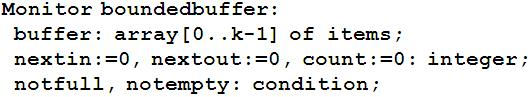 Monitor boundedbuffer:
buffer: array[0..k-1] of items;
nextin:=0, nextout:=0, count:=0: integer;
notfull, notempty: condition;